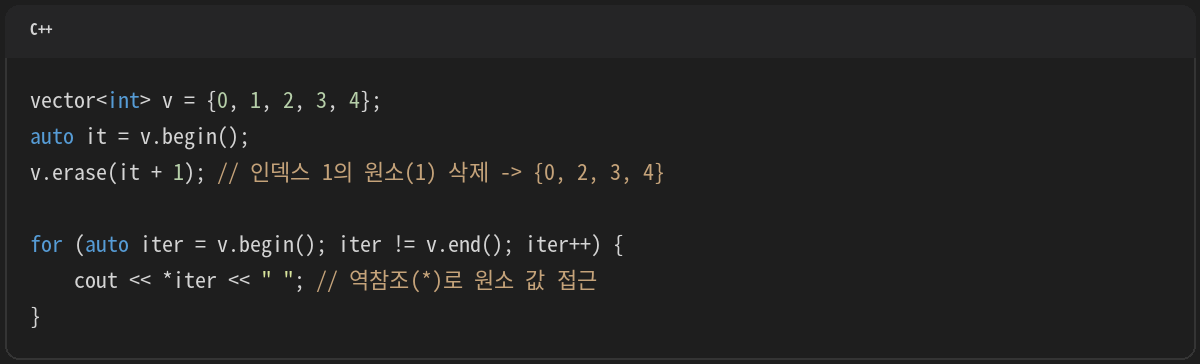 C++
vector<int> v = {0, 1, 2, 3, 4};
auto it = v.begin();
v.erase(it + 1); // 인덱스 1의 원소(1) 삭제 -> {0, 2, 3, 4}
for (auto iter = v.begin(); iter != v.end(); iter++) {
    cout << *iter << " "; // 역참조(*)로 원소 값 접근
}